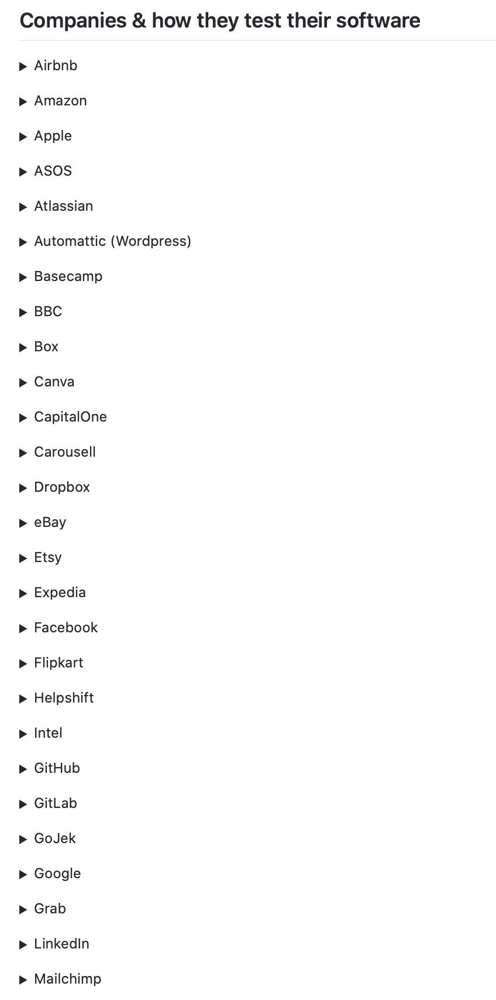 Companies & how they test their software
Airbnb
Amazon
Apple
ASOS
Atlassian
Automattic (Wordpress)
Basecamp
BBC
Box
Canva
CapitalOne
Carousell
Dropbox
eBay
Etsy
Expedia
Facebook
Flipkart
Helpshift
Intel
GitHub
GitLab
GoJek
Google
Grab
LinkedIn
Mailchimp